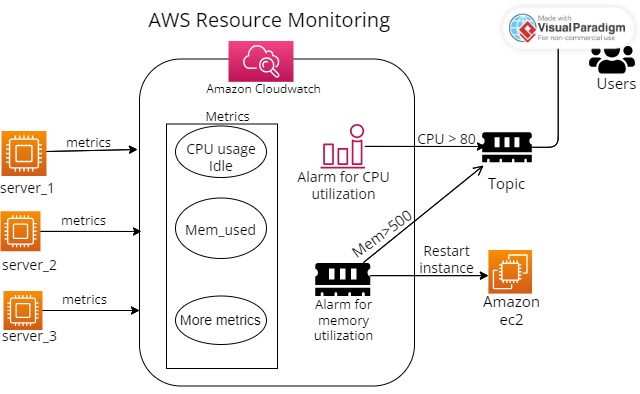 AWS Resource Monitoring
Made with
VisualParadigm
For non-commercial use
Users
Amazon Cloudwatch
Metrics
CPU usage
Idle
Mem_used
More metrics
metrics
server_1
metrics
server_2
metrics
server_3
Alarm for CPU
utilization
CPU > 80
Topic
Mem>500
Alarm for
memory
utilization
Restart
instance
Amazon
ec2